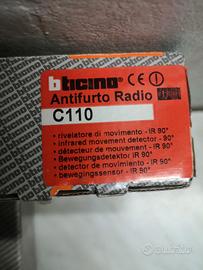 bticino CE
Antifurto Radio
C110
- rivelatore di movimento - IR 90°
- infrared movement detector - 90°
- détecteur de mouvement - IR 90°
- Bewegungsdetektor IR 90°
- detector de movimiento - IR 90°
- bewegingssensor - IR 90°
subito